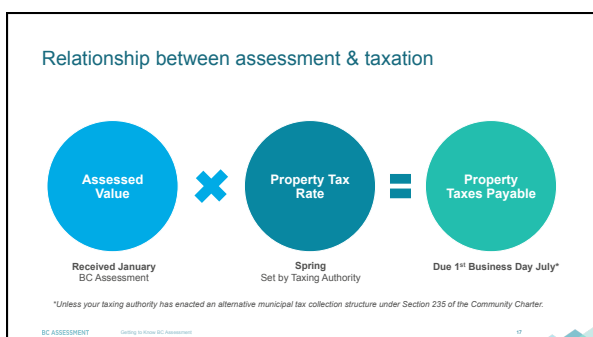 Relationship between assessment & taxation
Assessed
Value
Property Tax
Rate
Property
Taxes Payable
Received January
BC Assessment
Spring
Set by Taxing Authority
Due 1st Business Day July*
*Unless your taxing authority has enacted an alternative municipal tax collection structure under Section 235 of the Community Charter.
BC ASSESSMENT
Getting to Know BC Assessment
17